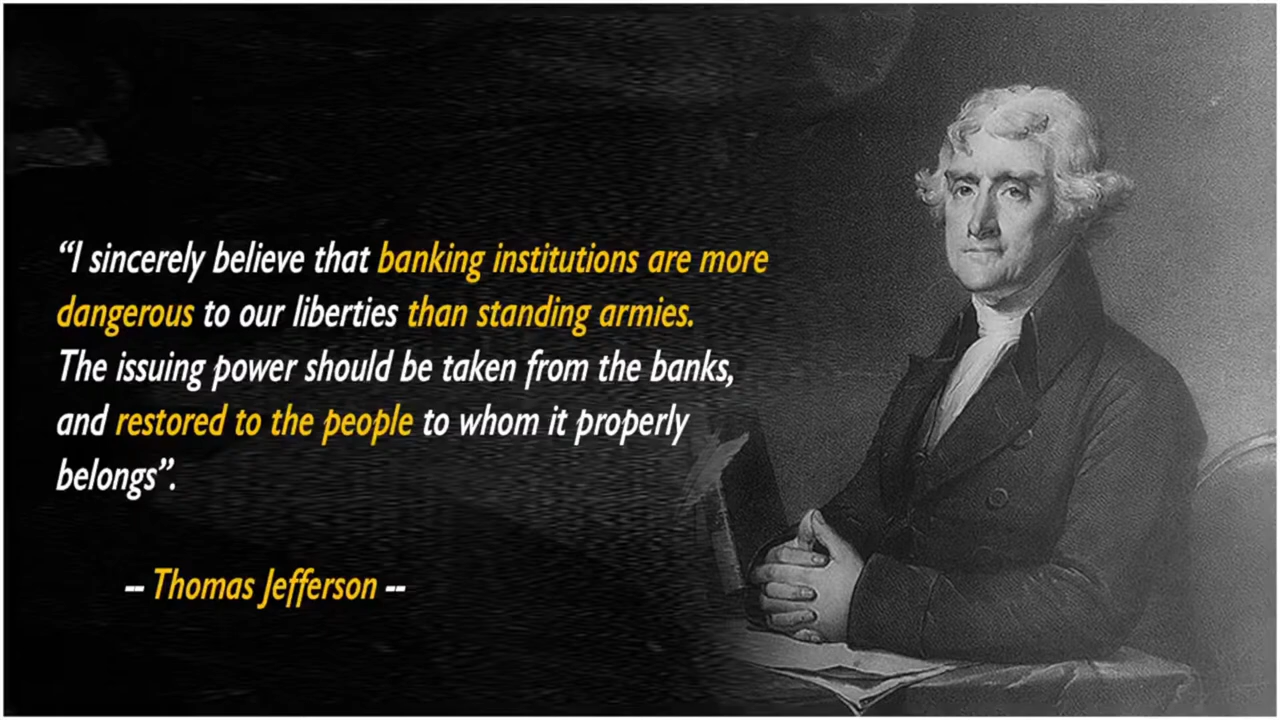 “I sincerely believe that banking institutions are more
dangerous to our liberties than standing armies.
The issuing power should be taken from the banks,
and restored to the people to whom it properly
belongs”.
-- Thomas Jefferson --